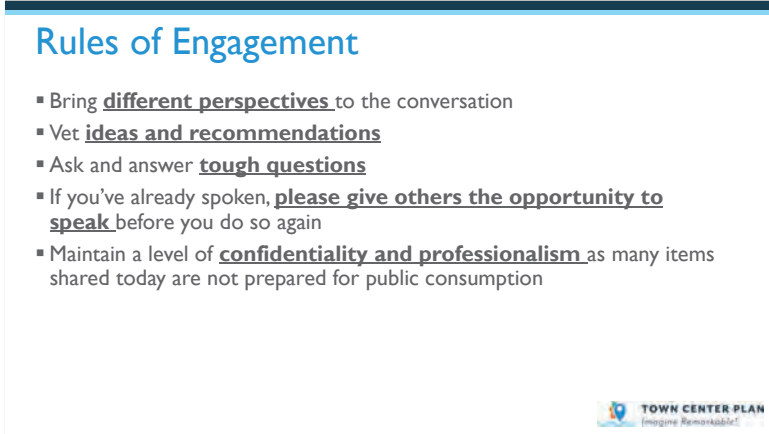 Rules of Engagement
▪ Bring different perspectives to the conversation
▪ Vet ideas and recommendations
▪ Ask and answer tough questions
▪ If you've already spoken, please give others the opportunity to
speak before you do so again
▪ Maintain a level of confidentiality and professionalism as many items
shared today are not prepared for public consumption
TOWN CENTER PLAN
Imagine Remarkable!